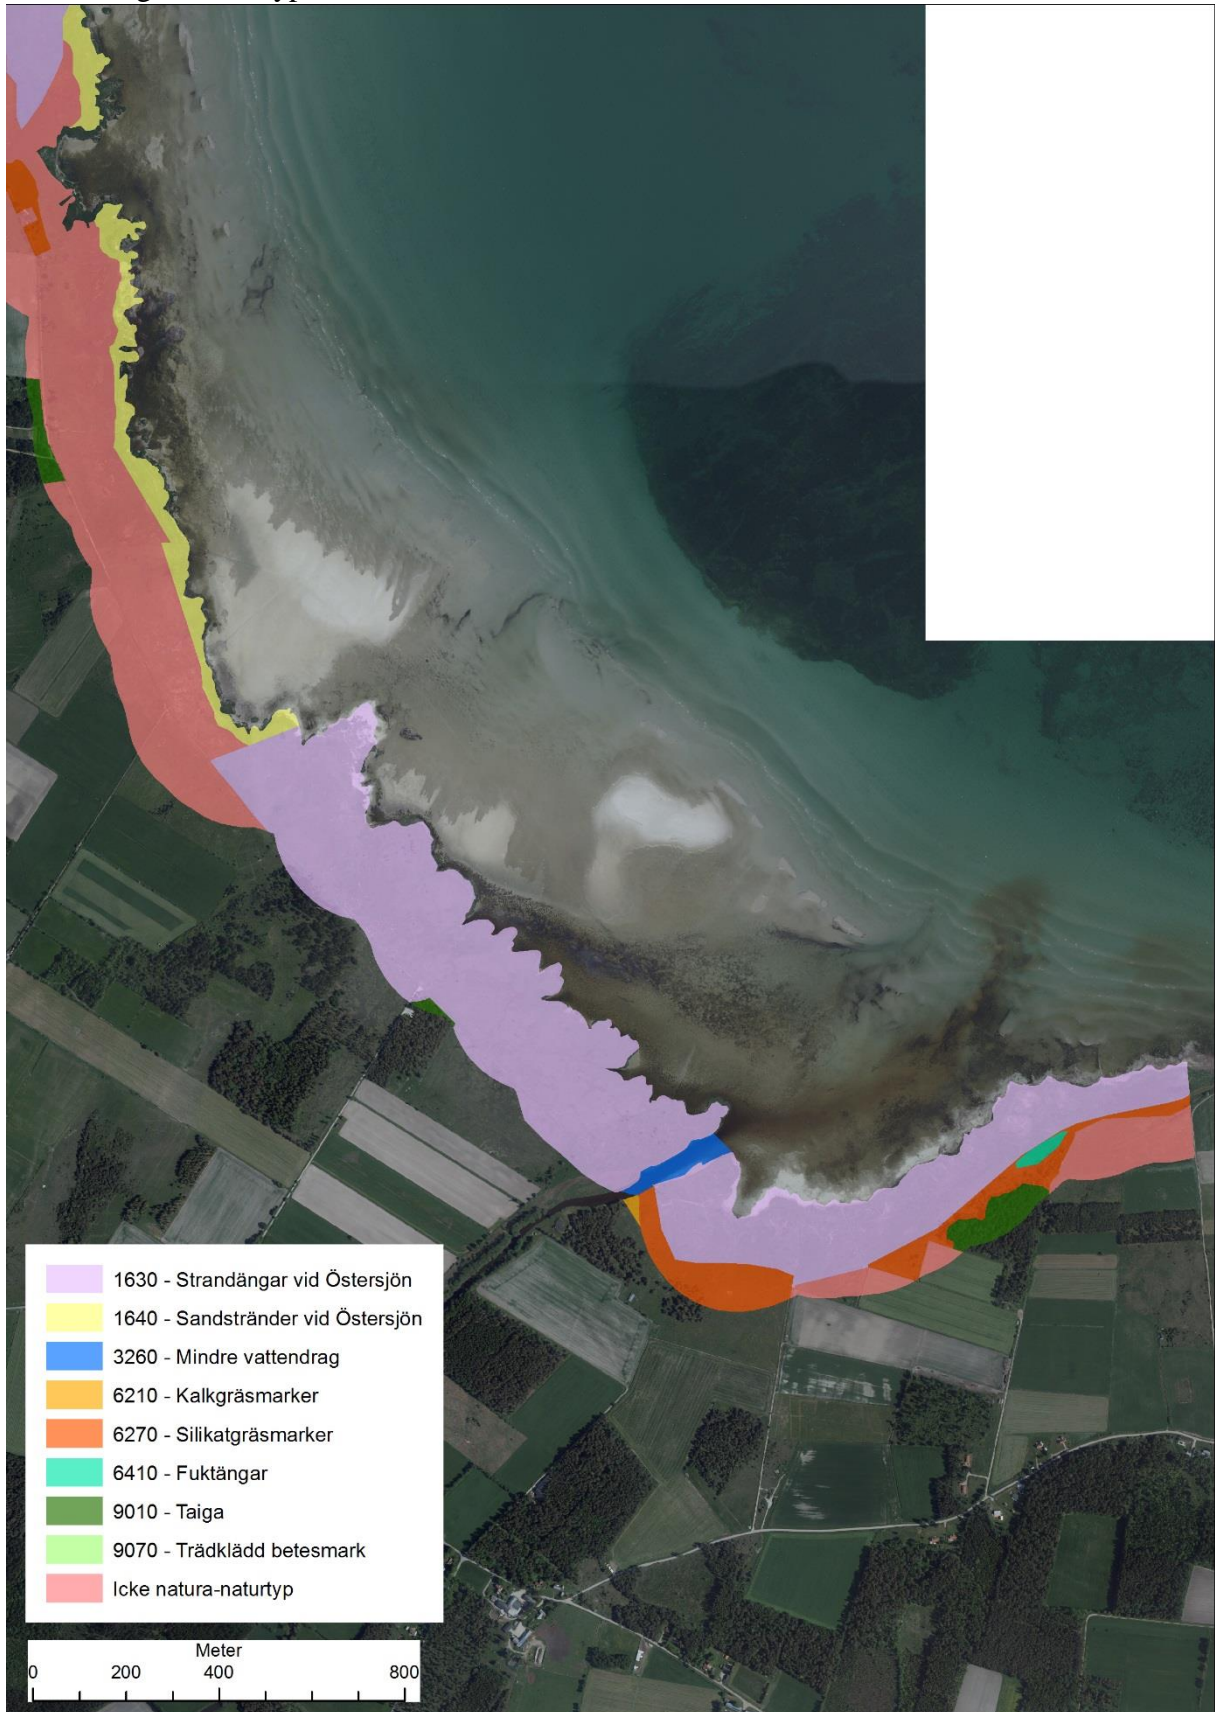 1630 - Strandängar vid Östersjön
1640 - Sandstränder vid Östersjön
3260 - Mindre vattendrag
6210 - Kalkgräsmarker
6270 - Silikatgräsmarker
6410 - Fuktängar
9010 - Taiga
9070 - Trädklädd betesmark
Icke natura-naturtyp
Meter
0 200 400 800